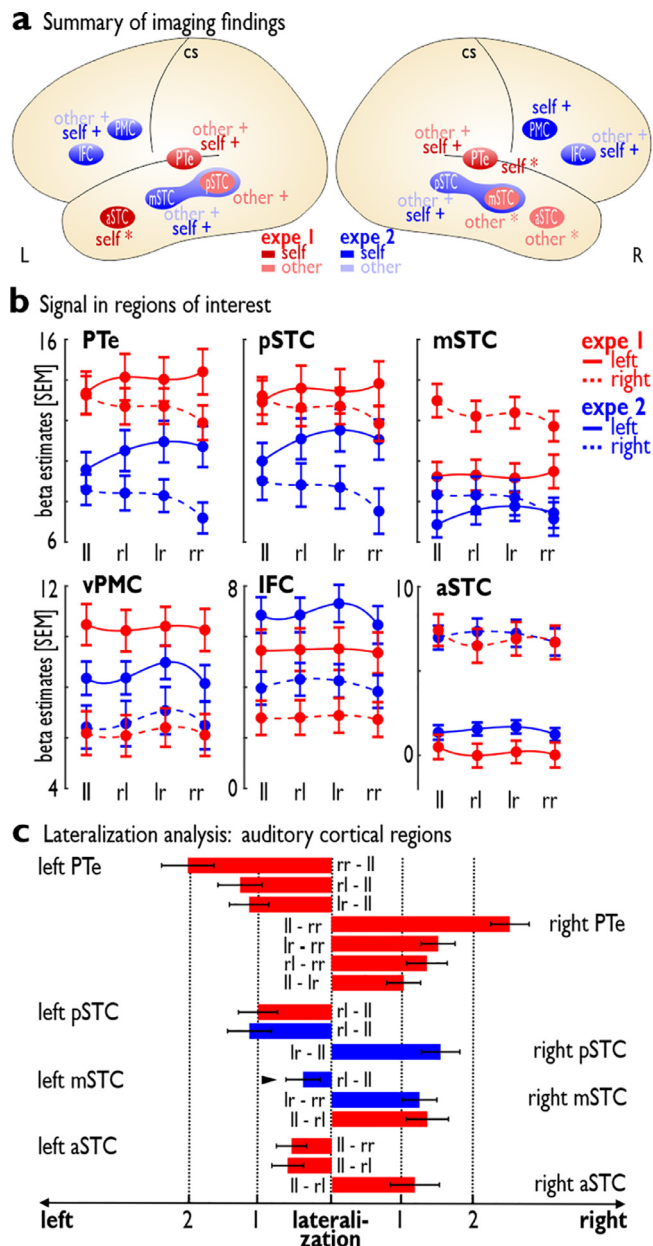 a Summary of imaging findings
cs
cs
other +
self +
PMC
IFC
other +
self +
PTe
pSTC
mSTC
other +
other +
self +
aSTC
self *
L
other +
self +
PTe
self *
self +
PMC
other +
IFC
self +
pSTC
other +
self +
mSTC
other *
aSTC
other *
R
expe 1
self
other
expe 2
self
other
b Signal in regions of interest
PTe pSTC mSTC
16
beta estimates [SEM]
6
ll rl lr rr ll rl lr rr ll rl lr rr
expe 1
left
right
expe 2
left
right
vPMC IFC aSTC
12 8 10
beta estimates [SEM]
4 0 0
ll rl lr rr ll rl lr rr ll rl lr rr
c Lateralization analysis: auditory cortical regions
left PTe rr - ll
rl - ll
lr - ll
ll - rr right PTe
lr - rr
rl - rr
ll - lr
left pSTC rl - ll
rl - ll
lr - ll right pSTC
left mSTC rl - ll
lr - rr right mSTC
ll - rl
left aSTC ll - rr
ll - rl
ll - rl right aSTC
left 2 1 laterali- 1 2 right
zation